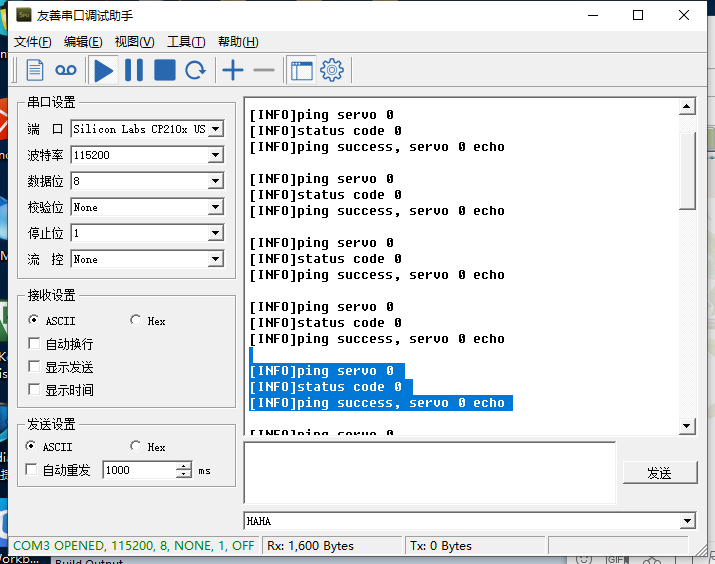 友善串口调试助手
文件(F) 编辑(E) 视图(V) 工具(T) 帮助(H)
串口设置
端 口 Silicon Labs CP210x US
波特率 115200
数据位 8
校验位 None
停止位 1
流 控 None
接收设置
ASCII Hex
自动换行
显示发送
显示时间
发送设置
ASCII Hex
自动重发 1000 ms
[INFO]ping servo 0
[INFO]status code 0
[INFO]ping success, servo 0 echo
[INFO]ping servo 0
[INFO]status code 0
[INFO]ping success, servo 0 echo
[INFO]ping servo 0
[INFO]status code 0
[INFO]ping success, servo 0 echo
[INFO]ping servo 0
[INFO]status code 0
[INFO]ping success, servo 0 echo
[INFO]ping servo 0
[INFO]status code 0
[INFO]ping success, servo 0 echo
[INFO]ping servo 0
发送
HAHA
COM3 OPENED, 115200, 8, NONE, 1, OFF Rx: 1,600 Bytes Tx: 0 Bytes
Build Output